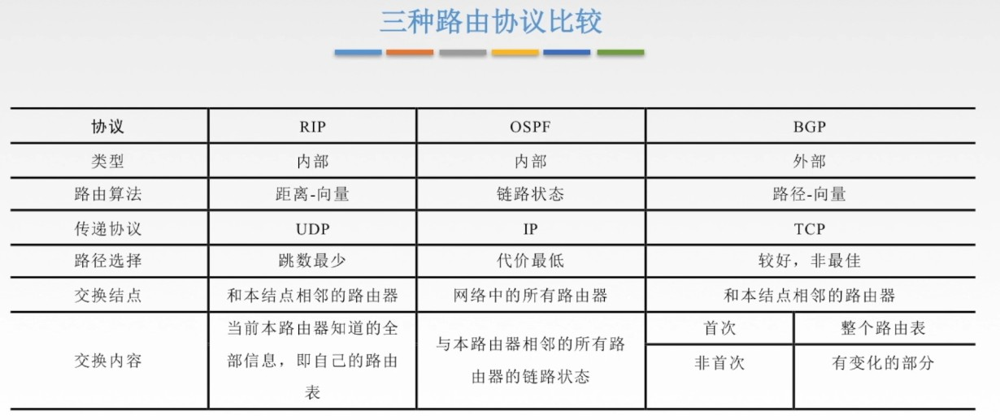 三种路由协议比较
协议 RIP OSPF BGP
类型 内部 内部 外部
路由算法 距离-向量 链路状态 路径-向量
传递协议 UDP IP TCP
路径选择 跳数最少 代价最低 较好，非最佳
交换结点 和本结点相邻的路由器 网络中的所有路由器 和本结点相邻的路由器
交换内容
当前本路由器知道的全
部信息，即自己的路由
表
与本路由器相邻的所有路
由器的链路状态
首次 整个路由表
非首次 有变化的部分